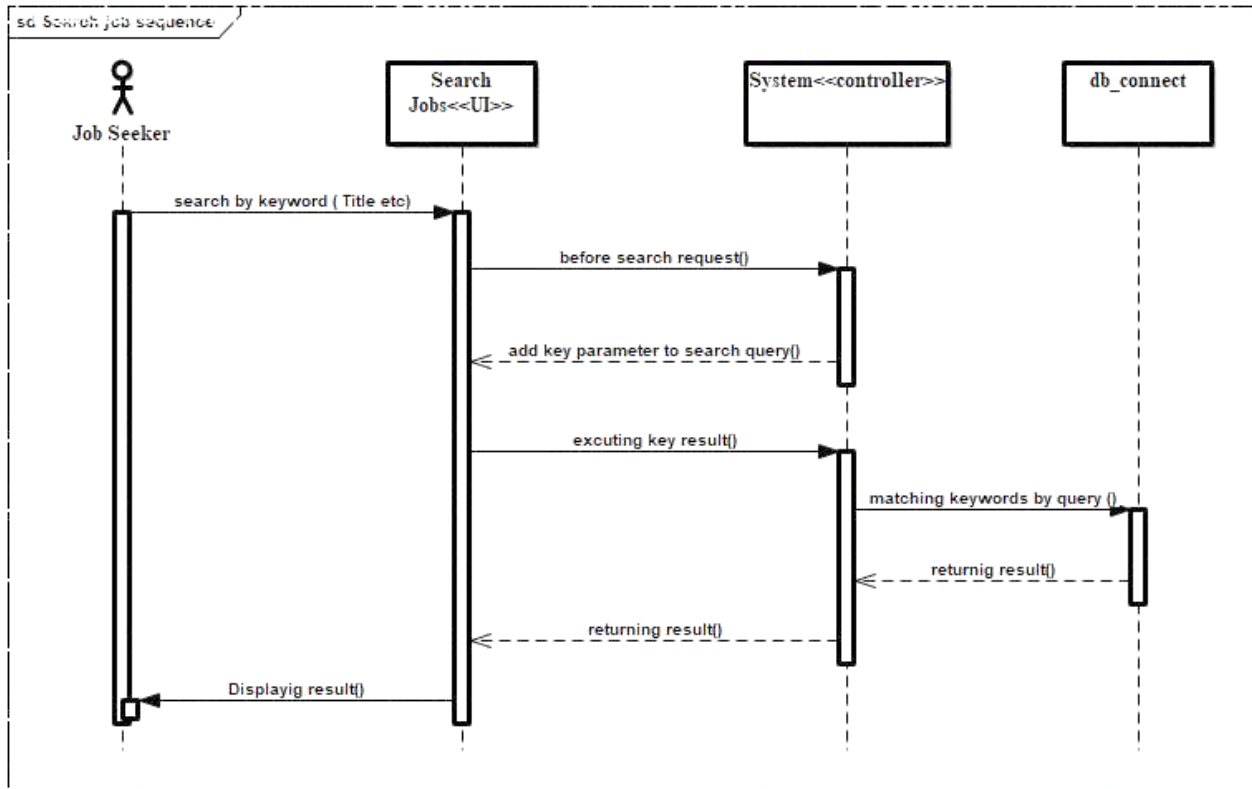 sd Search job sequence
Job Seeker
Search
Jobs<<UI>>
System<<controller>>
db_connect
search by keyword ( Title etc)
before search request()
add key parameter to search query()
excuting key result()
matching keywords by query ()
returnig result()
returning result()
Displayig result()